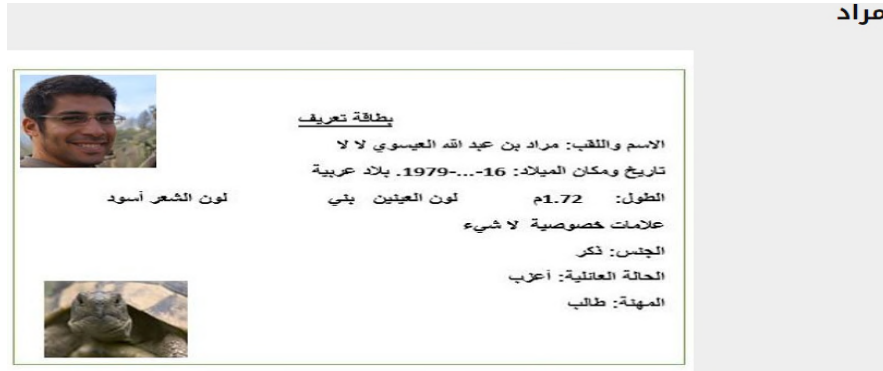 مراد
بطاقة تعريف
الاسم واللقب: مراد بن عبد الله العيسوي لا لا
تاريخ ومكان الميلاد: 16-...-1979. بلاد عربية
الطول: 1.72م لون العينين بني لون الشعر أسود
علامات خصوصية لا شيء
الجنس: ذكر
الحالة العائلية: أعزب
المهنة: طالب